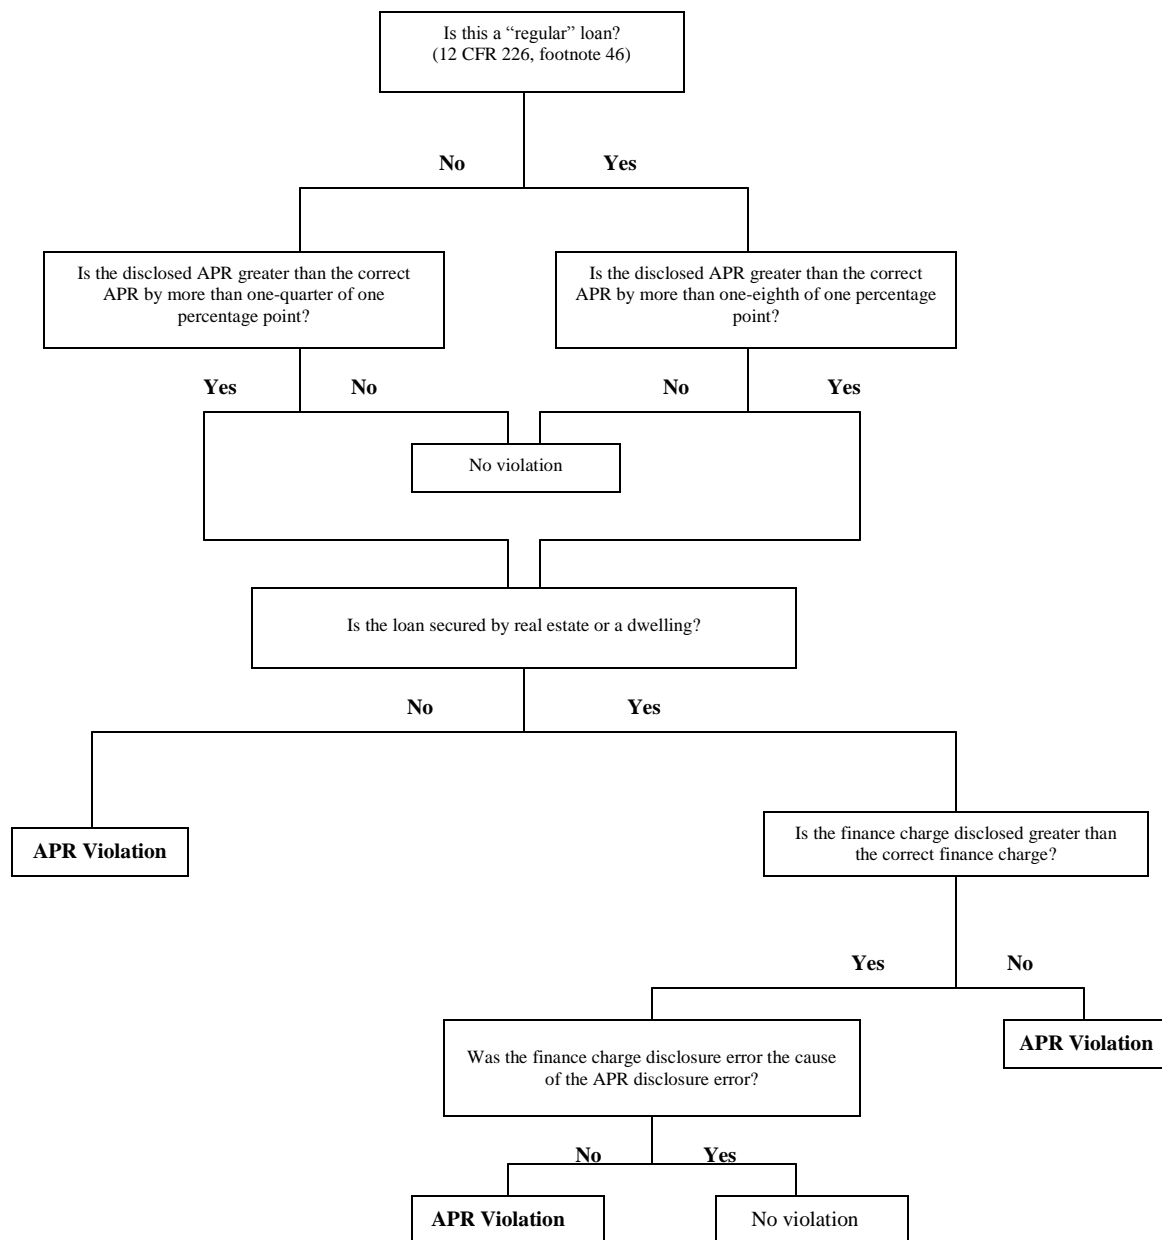 Is this a “regular” loan?
(12 CFR 226, footnote 46)
No
Yes
Is the disclosed APR greater than the correct
APR by more than one-quarter of one
percentage point?
Is the disclosed APR greater than the correct
APR by more than one-eighth of one percentage
point?
Yes
No
No
Yes
No violation
Is the loan secured by real estate or a dwelling?
No
Yes
APR Violation
Is the finance charge disclosed greater than
the correct finance charge?
Yes
No
Was the finance charge disclosure error the cause
of the APR disclosure error?
APR Violation
No
Yes
APR Violation
No violation